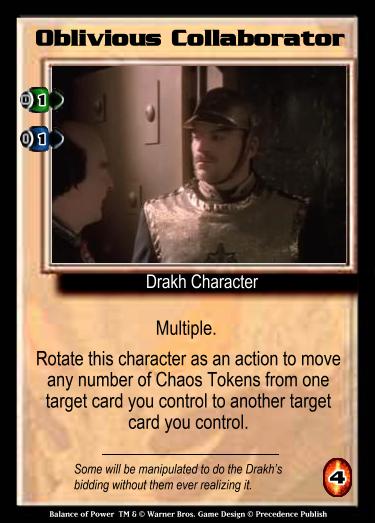 Oblivious Collaborator
D 1
D 1
Drakh Character
Multiple.
Rotate this character as an action to move
any number of Chaos Tokens from one
target card you control to another target
card you control.
Some will be manipulated to do the Drakh's
bidding without them ever realizing it.
4
Balance of Power TM & © Warner Bros. Game Design © Precedence Publish